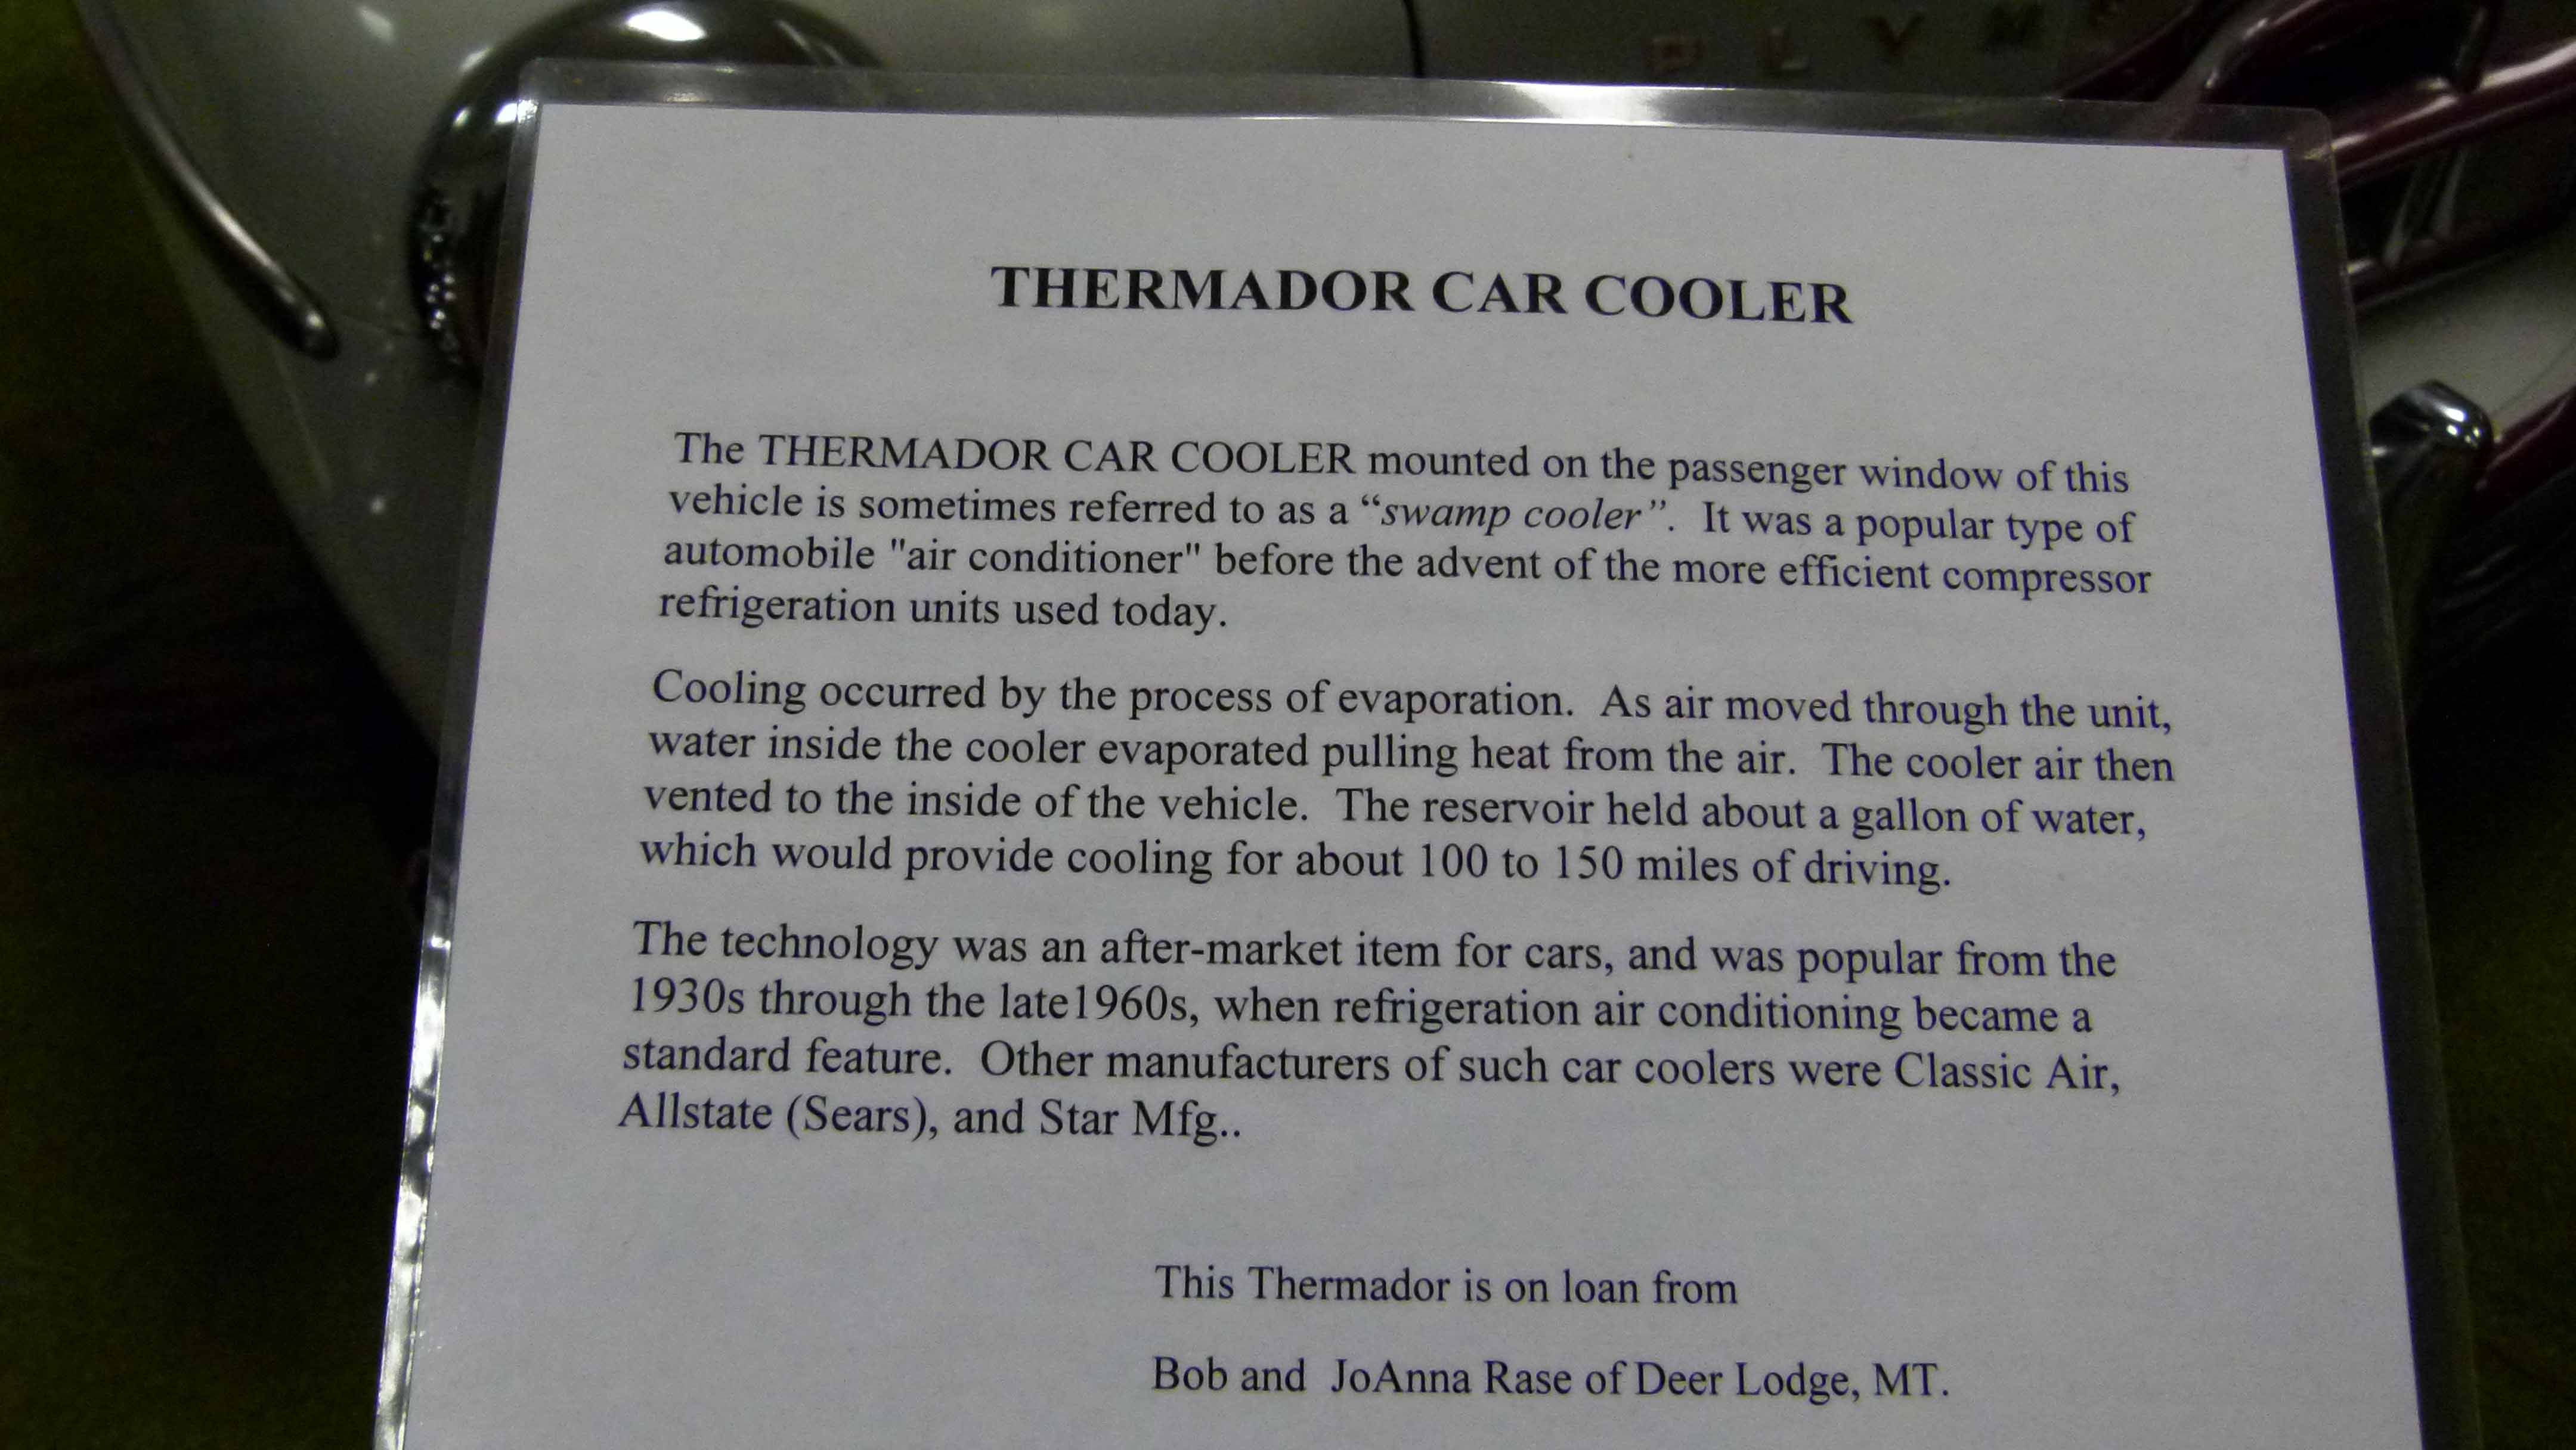 PLYM
THERMADOR CAR COOLER
The THERMADOR CAR COOLER mounted on the passenger window of this
vehicle is sometimes referred to as a “swamp cooler”.  It was a popular type of
automobile "air conditioner" before the advent of the more efficient compressor
refrigeration units used today.
Cooling occurred by the process of evaporation.  As air moved through the unit,
water inside the cooler evaporated pulling heat from the air.  The cooler air then
vented to the inside of the vehicle.  The reservoir held about a gallon of water,
which would provide cooling for about 100 to 150 miles of driving.
The technology was an after-market item for cars, and was popular from the
1930s through the late1960s, when refrigeration air conditioning became a
standard feature.  Other manufacturers of such car coolers were Classic Air,
Allstate (Sears), and Star Mfg..
This Thermador is on loan from
Bob and  JoAnna Rase of Deer Lodge, MT.